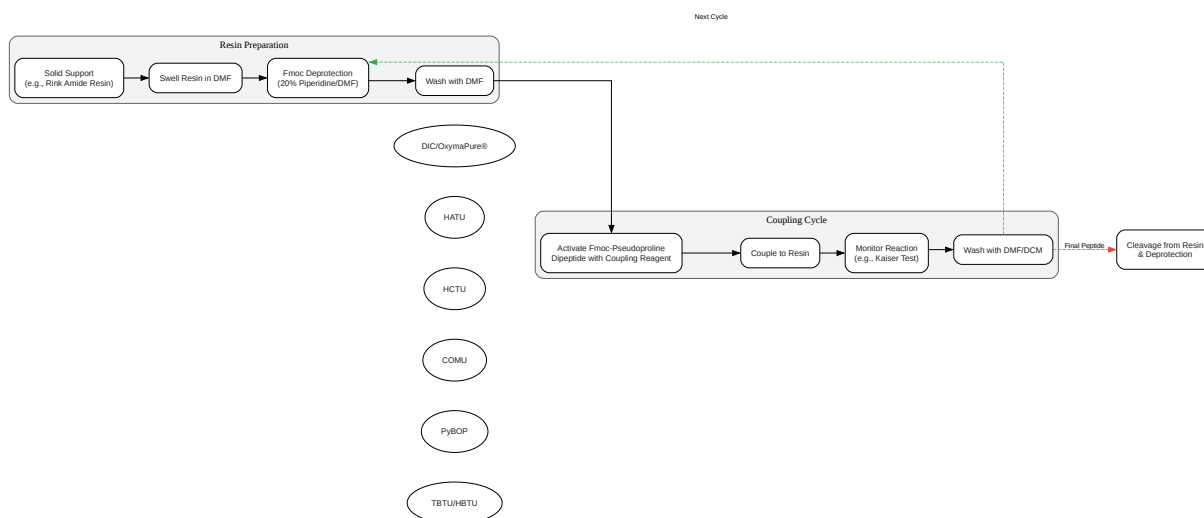 Next Cycle
Resin Preparation
Solid Support
(e.g., Rink Amide Resin)
Swell Resin in DMF
Fmoc Deprotection
(20% Piperidine/DMF)
Wash with DMF
DIC/OxymaPure®
HATU
HCTU
COMU
PyBOP
TBTU/HBTU
Coupling Cycle
Activate Fmoc-Pseudoproline
Dipeptide with Coupling Reagent
Couple to Resin
Monitor Reaction
(e.g., Kaiser Test)
Wash with DMF/DCM
Final Peptide
Cleavage from Resin
& Deprotection